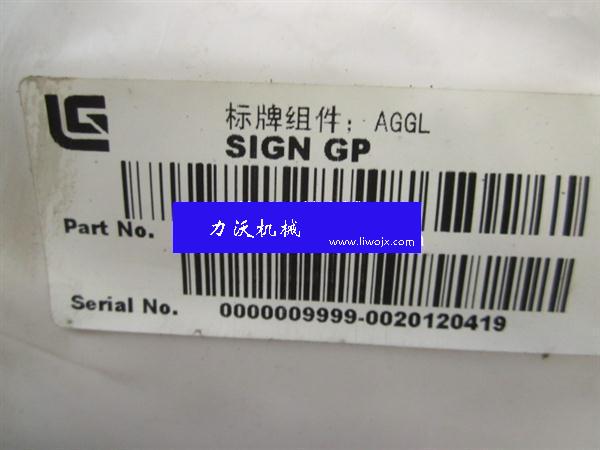 标牌组件：AGGL
SIGN GP
Part No.
力沃机械
www.liwojx.com
Serial No.
0000009999-0020120419